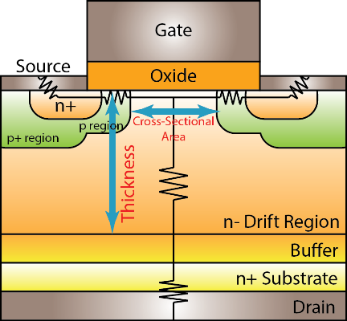 Gate
Source
Oxide
n+
p region
p+ region
Cross-Sectional
Area
Thickness
n- Drift Region
Buffer
n+ Substrate
Drain